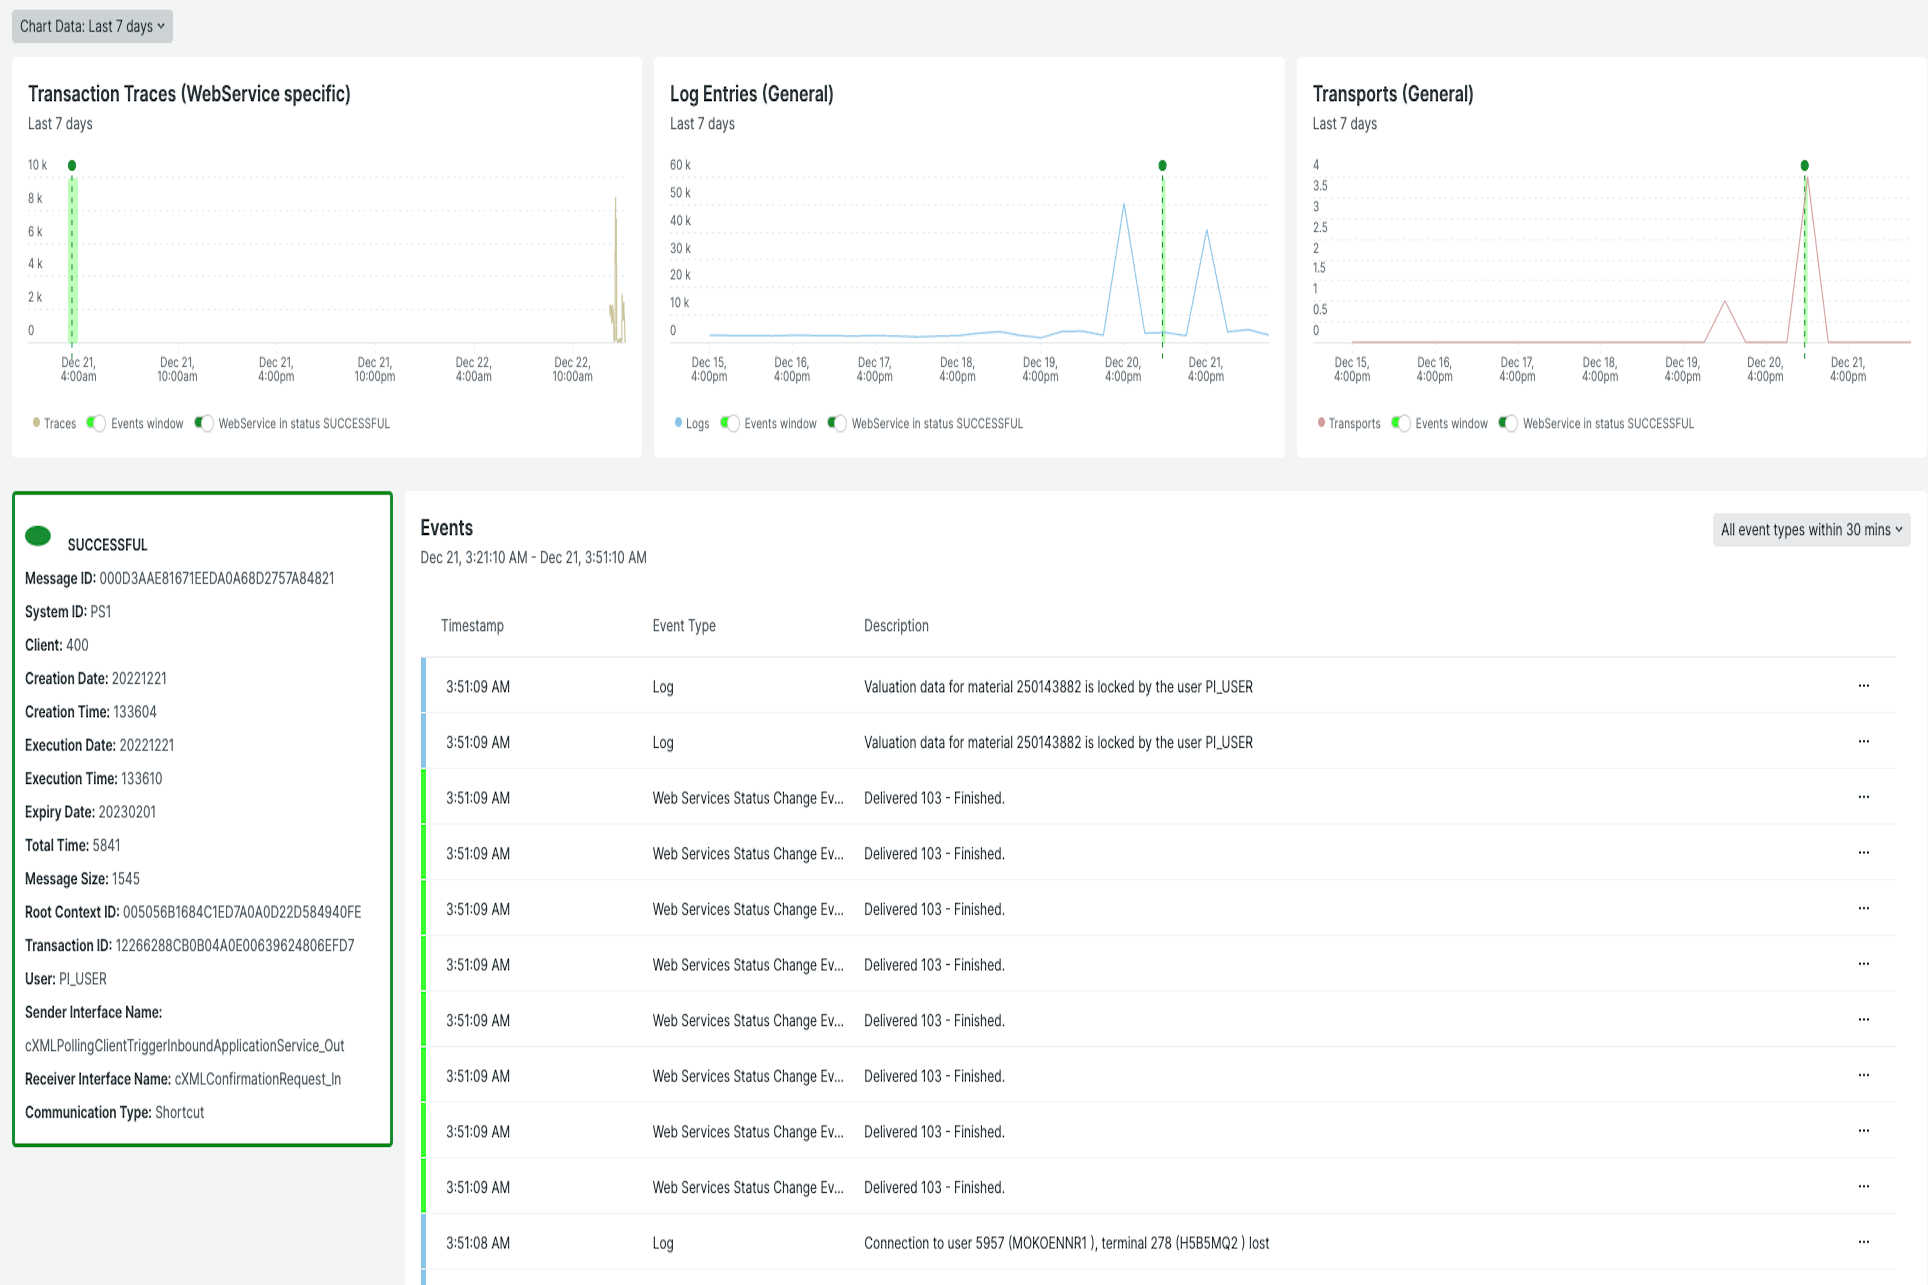 Chart Data: Last 7 days
Transaction Traces (WebService specific)
Last 7 days
10 k
8 k
6 k
4 k
2 k
0
Dec 21, 4:00am
Dec 21, 10:00am
Dec 21, 4:00pm
Dec 21, 10:00pm
Dec 22, 4:00am
Dec 22, 10:00am
Traces Events window WebService in status SUCCESSFUL
Log Entries (General)
Last 7 days
60 k
50 k
40 k
30 k
20 k
10 k
0
Dec 15, 4:00pm
Dec 16, 4:00pm
Dec 17, 4:00pm
Dec 18, 4:00pm
Dec 19, 4:00pm
Dec 20, 4:00pm
Dec 21, 4:00pm
Logs Events window WebService in status SUCCESSFUL
Transports (General)
Last 7 days
4
3.5
3
2.5
2
1.5
1
0.5
0
Dec 15, 4:00pm
Dec 16, 4:00pm
Dec 17, 4:00pm
Dec 18, 4:00pm
Dec 19, 4:00pm
Dec 20, 4:00pm
Dec 21, 4:00pm
Transports Events window WebService in status SUCCESSFUL
SUCCESSFUL
Message ID: 000D3AAE81671EEDA0A68D2757A84821
System ID: PS1
Client: 400
Creation Date: 20221221
Creation Time: 133604
Execution Date: 20221221
Execution Time: 133610
Expiry Date: 20230201
Total Time: 5841
Message Size: 1545
Root Context ID: 005056B1684C1ED7A0A0D22D584940FE
Transaction ID: 12266288CB0B04A0E00639624806EFD7
User: PI_USER
Sender Interface Name:
cXMLPollingClientTriggerInboundApplicationService_Out
Receiver Interface Name: cXMLConfirmationRequest_In
Communication Type: Shortcut
Events
Dec 21, 3:21:10 AM - Dec 21, 3:51:10 AM
All event types within 30 mins
Timestamp Event Type Description
3:51:09 AM Log Valuation data for material 250143882 is locked by the user PI_USER ...
3:51:09 AM Log Valuation data for material 250143882 is locked by the user PI_USER ...
3:51:09 AM Web Services Status Change Ev... Delivered 103 - Finished. ...
3:51:09 AM Web Services Status Change Ev... Delivered 103 - Finished. ...
3:51:09 AM Web Services Status Change Ev... Delivered 103 - Finished. ...
3:51:09 AM Web Services Status Change Ev... Delivered 103 - Finished. ...
3:51:09 AM Web Services Status Change Ev... Delivered 103 - Finished. ...
3:51:09 AM Web Services Status Change Ev... Delivered 103 - Finished. ...
3:51:09 AM Web Services Status Change Ev... Delivered 103 - Finished. ...
3:51:09 AM Web Services Status Change Ev... Delivered 103 - Finished. ...
3:51:08 AM Log Connection to user 5957 (MOKOENNR1 ), terminal 278 (H5B5MQ2 ) lost ...